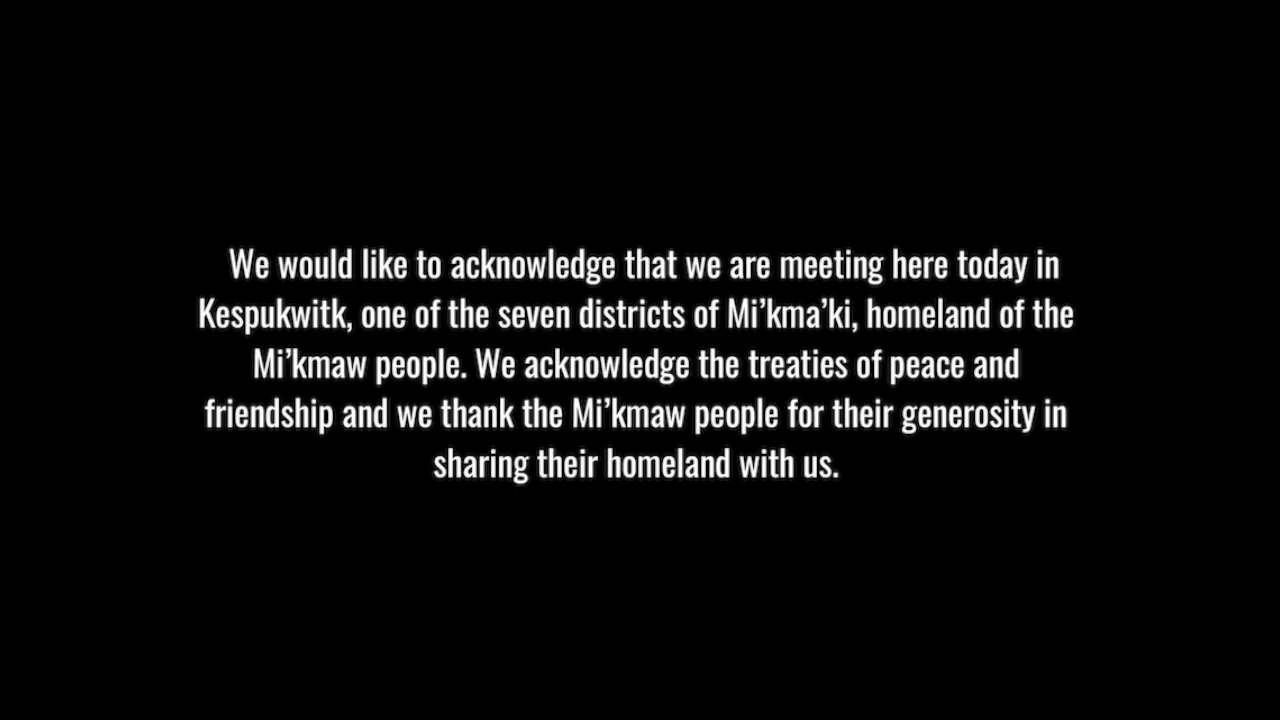 We would like to acknowledge that we are meeting here today in
Kespukwitk, one of the seven districts of Mi’kma’ki, homeland of the
Mi’kmaw people. We acknowledge the treaties of peace and
friendship and we thank the Mi’kmaw people for their generosity in
sharing their homeland with us.